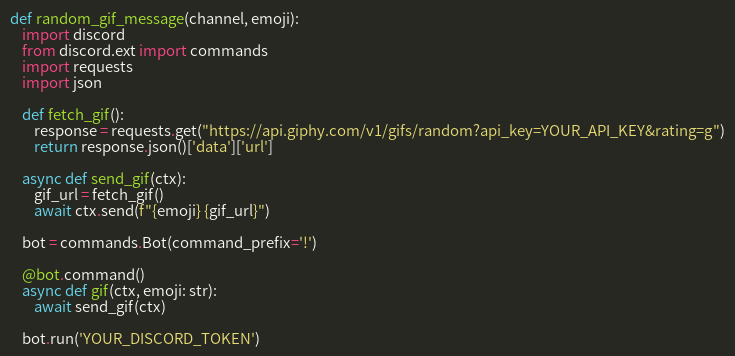 def random_gif_message(channel, emoji):
    import discord
    from discord.ext import commands
    import requests
    import json

    def fetch_gif():
        response = requests.get("https://api.giphy.com/v1/gifs/random?api_key=YOUR_API_KEY&rating=g")
        return response.json()['data']['url']

    async def send_gif(ctx):
        gif_url = fetch_gif()
        await ctx.send(f"{emoji} {gif_url}")

    bot = commands.Bot(command_prefix='!')

    @bot.command()
    async def gif(ctx, emoji: str):
        await send_gif(ctx)

    bot.run('YOUR_DISCORD_TOKEN')